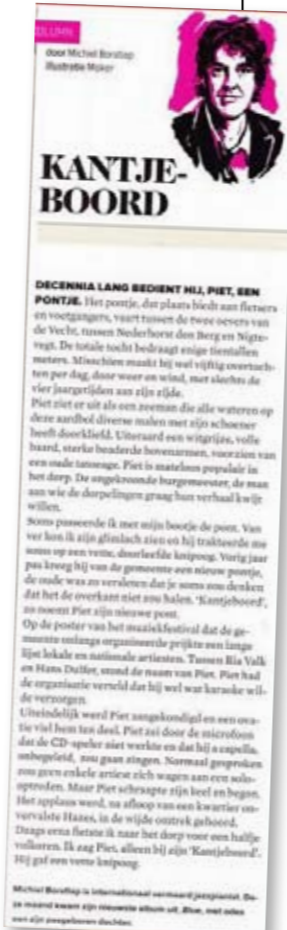 COLUMN
door Michiel Borstlap
illustratie Moker
KANTJE-
BOORD
DECENNIA LANG BEDIENT HIJ, PIET, EEN
PONTJE. Het pontje, dat plaats biedt aan fietsers
en voetgangers, vaart tussen de twee oevers van
de Vecht, tussen Nederhorst den Berg en Nigte-
vegt. De totale tocht bedraagt enige tientallen
meters. Misschien maakt hij wel vijftig overtoch-
ten per dag, door weer en wind, met slechts de
vier jaargetijden aan zijn zijde.
Piet ziet er uit als een zeeman die alle wateren op
deze aardbol diverse malen met zijn schoener
heeft doorkliefd. Uiteraard een witgrijze, volle
baard, sterke beaderde bovenarmen, voorzien van
een oude tatoeage. Piet is mateloos populair in
het dorp. De ongekroonde burgemeester, de man
aan wie de dorpelingen graag hun verhaal kwijt
willen.
Soms passeerde ik met mijn bootje de pont. Van
ver kon ik zijn glimlach zien en hij trakteerde me
soms op een vette, doorleefde knipoog. Vorig jaar
pas kreeg hij van de gemeente een nieuw pontje,
de oude was zo versleten dat je soms zou denken
dat het de overkant niet zou halen. 'Kantjeboord',
zo noemt Piet zijn nieuwe pont.
Op de poster van het muziekfestival dat de ge-
meente onlangs organiseerde prijkte een lange
lijst lokale en nationale artiesten. Tussen Ria Valk
en Hans Dulfer, stond de naam van Piet. Piet had
de organisatie verteld dat hij wel wat karaoke wil-
de verzorgen.
Uiteindelijk werd Piet aangekondigd en een ova-
tie viel hem ten deel. Piet zei door de microfoon
dat de CD-speler niet werkte en dat hij a capella,
onbegeleid, zou gaan zingen. Normaal gesproken
zou geen enkele artiest zich wagen aan een solo-
optreden. Maar Piet schraapte zijn keel en begon.
Het applaus werd, na afloop van een kwartier on-
vervalste Hazes, in de wijde omtrek gehoord.
Daags erna fietste ik naar het dorp voor een halfje
volkoren. Ik zag Piet, alleen bij zijn 'Kantjeboord'.
Hij gaf een vette knipoog.
Michiel Borstlap is internationaal vermaard jazzpianist. De-
ze maand kwam zijn nieuwste album uit, Blue, met odes
aan zijn pasgeboren dochter.